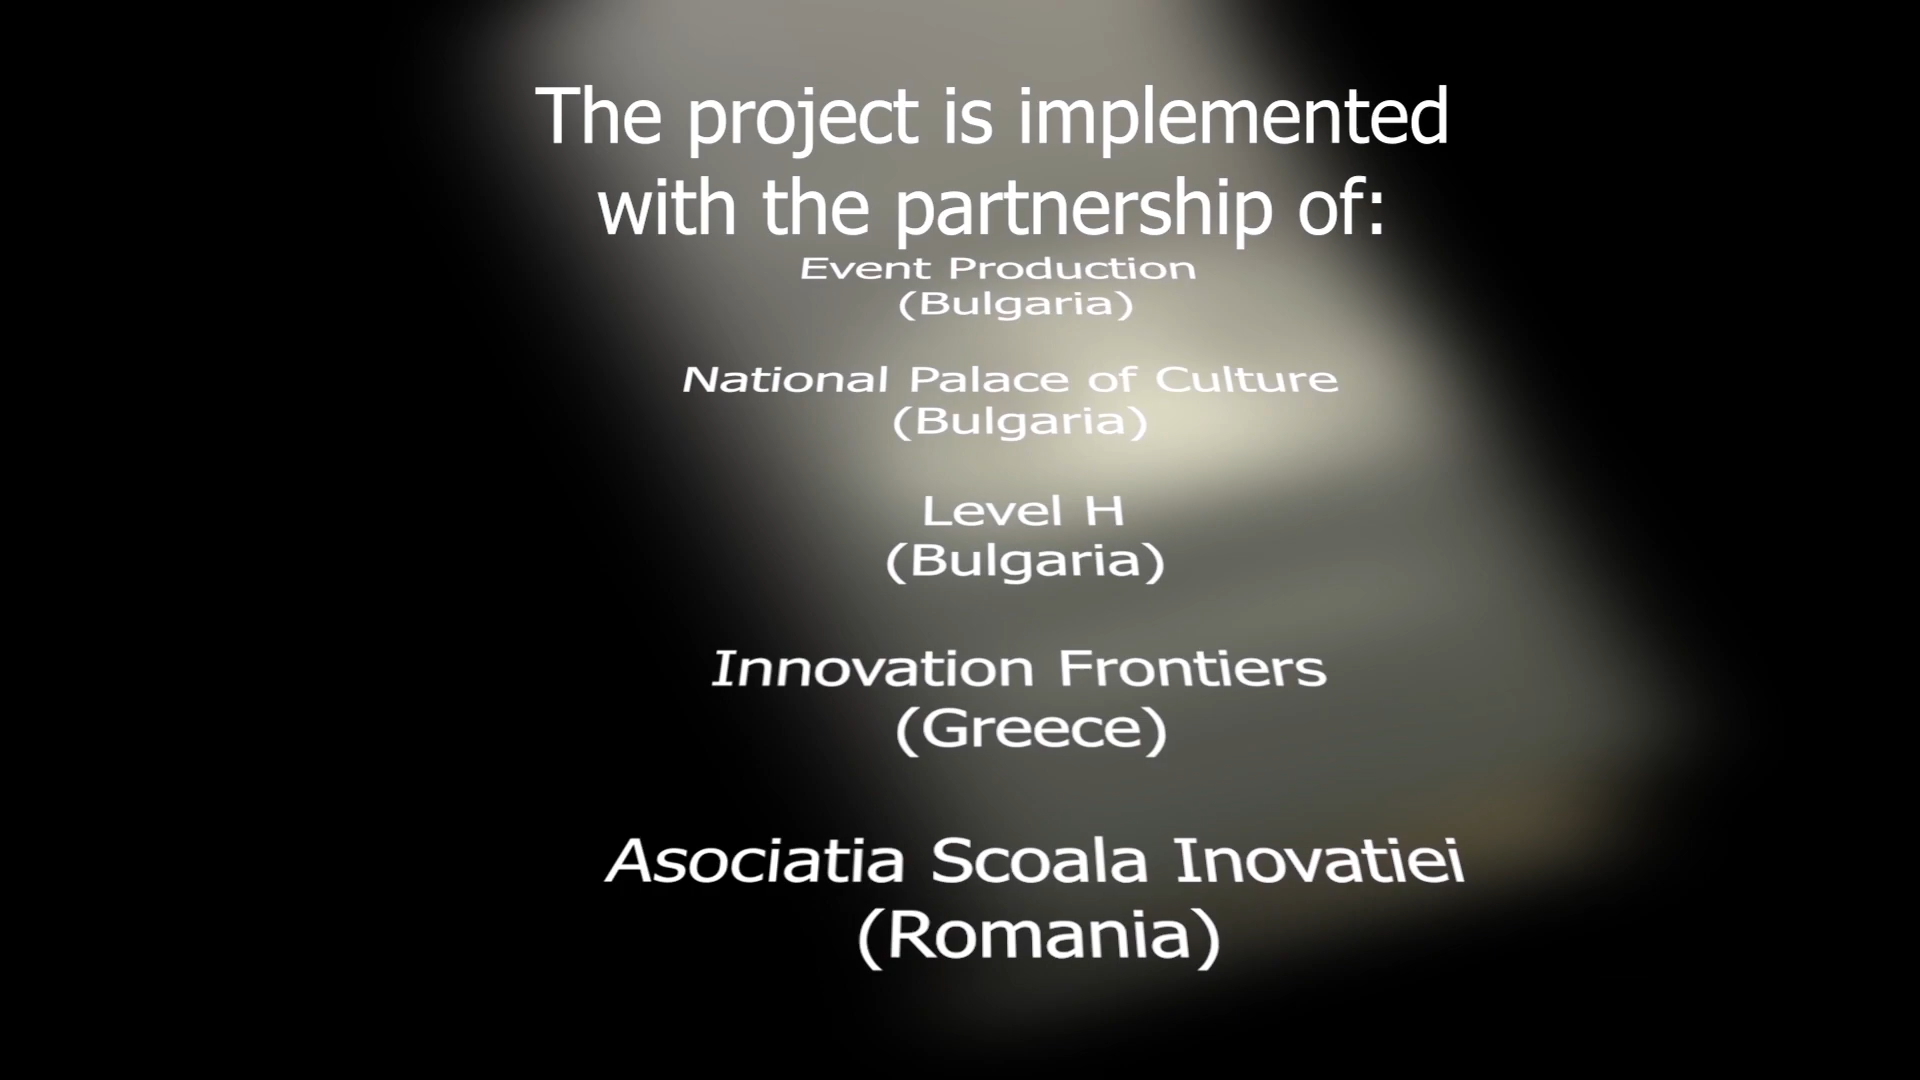 The project is implemented
with the partnership of:
Event Production
(Bulgaria)
National Palace of Culture
(Bulgaria)
Level H
(Bulgaria)
Innovation Frontiers
(Greece)
Asociatia Scoala Inovatiei
(Romania)